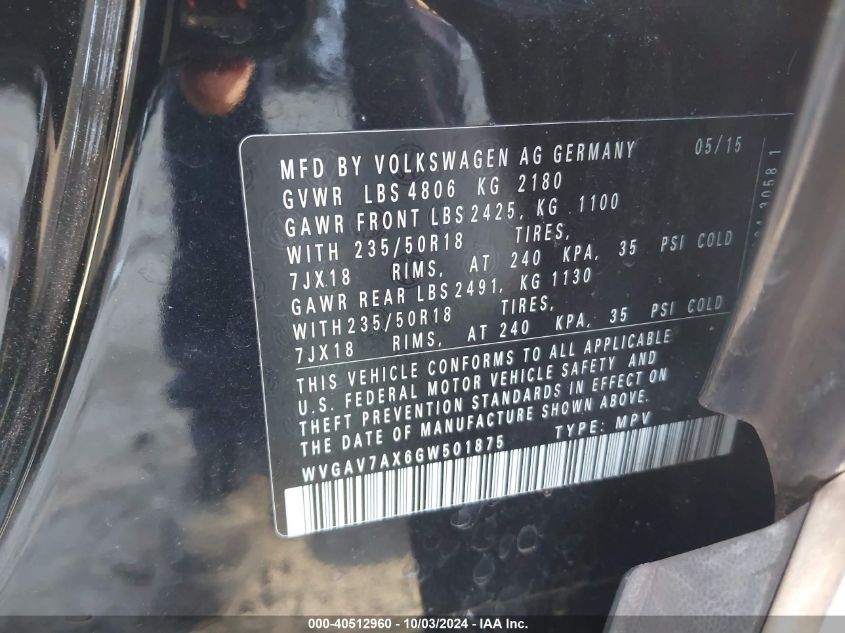 MFD BY VOLKSWAGEN AG GERMANY 05/15
GVWR LBS 4806 KG 2180
GAWR FRONT LBS 2425, KG 1100
WITH 235/50R18 TIRES,
7JX18 RIMS, AT 240 KPA, 35 PSI COLD
GAWR REAR LBS 2491, KG 1130
WITH235/50R18 TIRES,
7JX18 RIMS, AT 240 KPA, 35 PSI COLD
THIS VEHICLE CONFORMS TO ALL APPLICABLE
U.S. FEDERAL MOTOR VEHICLE SAFETY AND
THEFT PREVENTION STANDARDS IN EFFECT ON
THE DATE OF MANUFACTURE SHOWN ABOVE.
WVGAV7AX6GW501875 TYPE: MPV
000-40512960 - 10/03/2024 - IAA Inc.